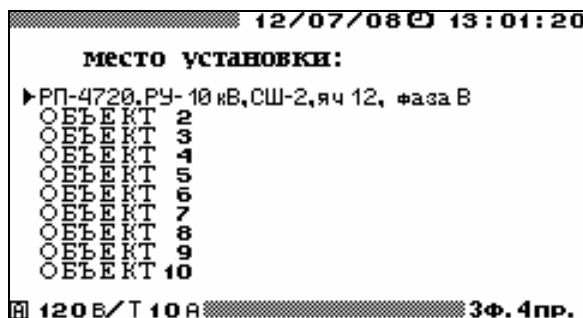 12/07/08 13:01:20
место установки:
РП-4720.РУ-10 кВ,СШ-2,яч 12, фаза В
ОБЪЕКТ 2
ОБЪЕКТ 3
ОБЪЕКТ 4
ОБЪЕКТ 5
ОБЪЕКТ 6
ОБЪЕКТ 7
ОБЪЕКТ 8
ОБЪЕКТ 9
ОБЪЕКТ 10
А 120В/Т10А 3ф.4пр.